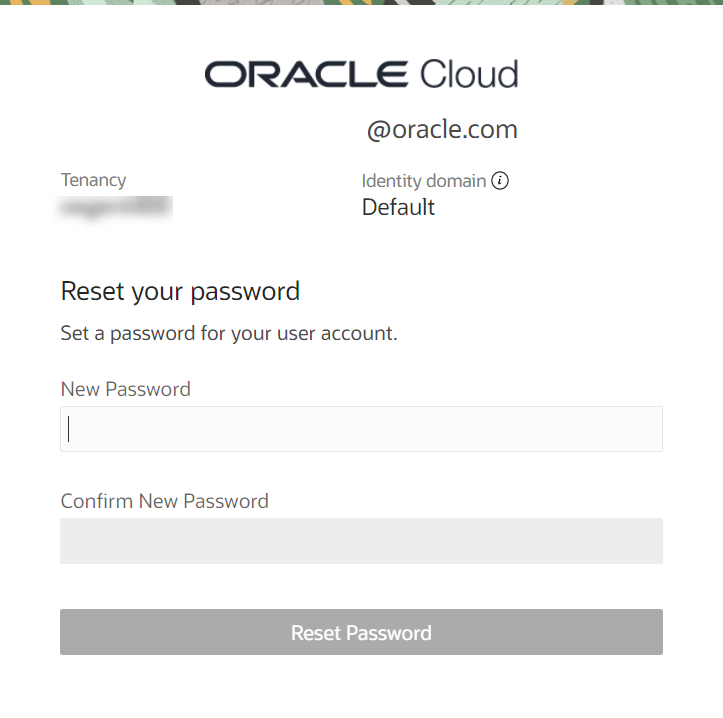 ORACLE Cloud
@oracle.com
Tenancy
Identity domain
Default
Reset your password
Set a password for your user account.
New Password
Confirm New Password
Reset Password